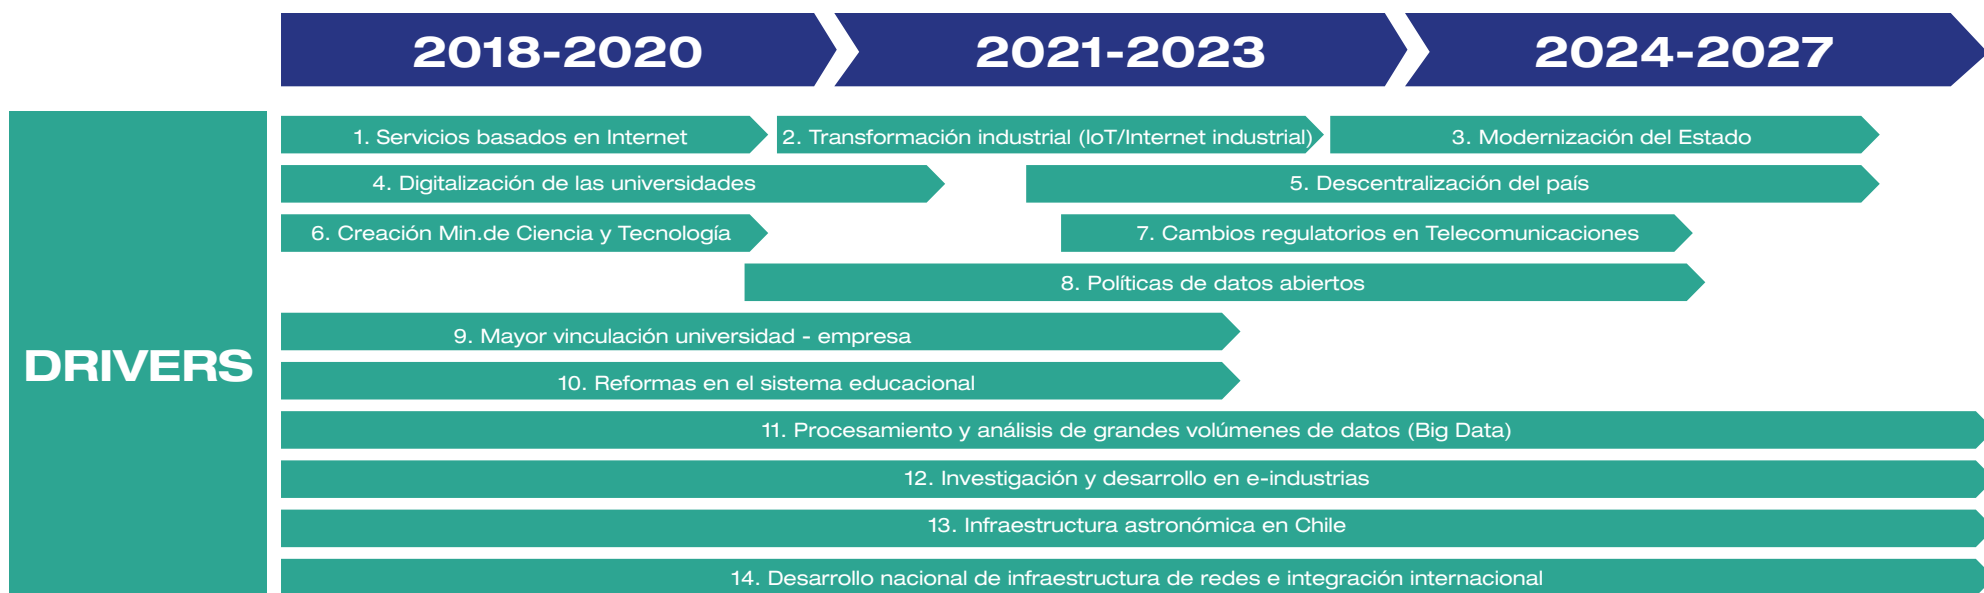 2018-2020
2021-2023
2024-2027
DRIVERS
1. Servicios basados en Internet
2. Transformación industrial (IoT/Internet industrial)
3. Modernización del Estado
4. Digitalización de las universidades
5. Descentralización del país
6. Creación Min.de Ciencia y Tecnología
7. Cambios regulatorios en Telecomunicaciones
8. Políticas de datos abiertos
9. Mayor vinculación universidad - empresa
10. Reformas en el sistema educacional
11. Procesamiento y análisis de grandes volúmenes de datos (Big Data)
12. Investigación y desarrollo en e-industrias
13. Infraestructura astronómica en Chile
14. Desarrollo nacional de infraestructura de redes e integración internacional